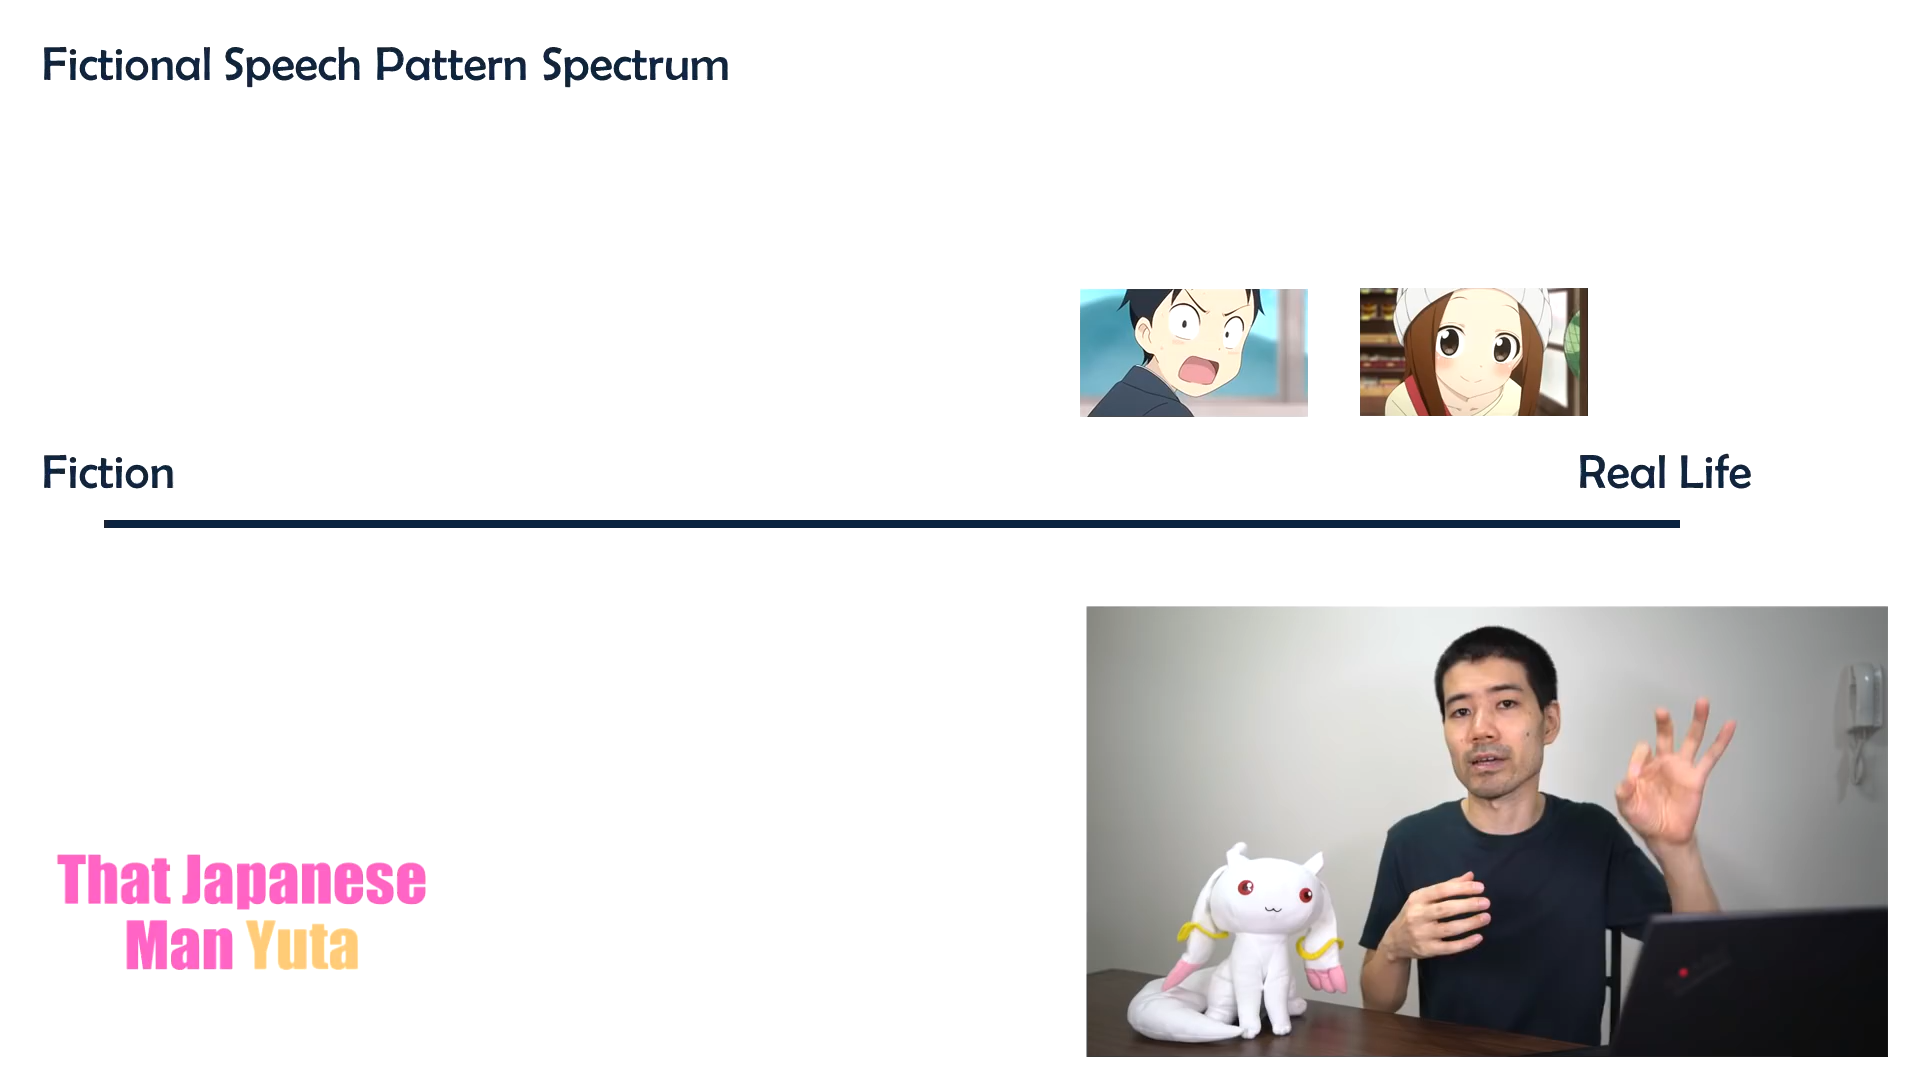 Fictional Speech Pattern Spectrum
Fiction
Real Life
That Japanese
Man Yuta